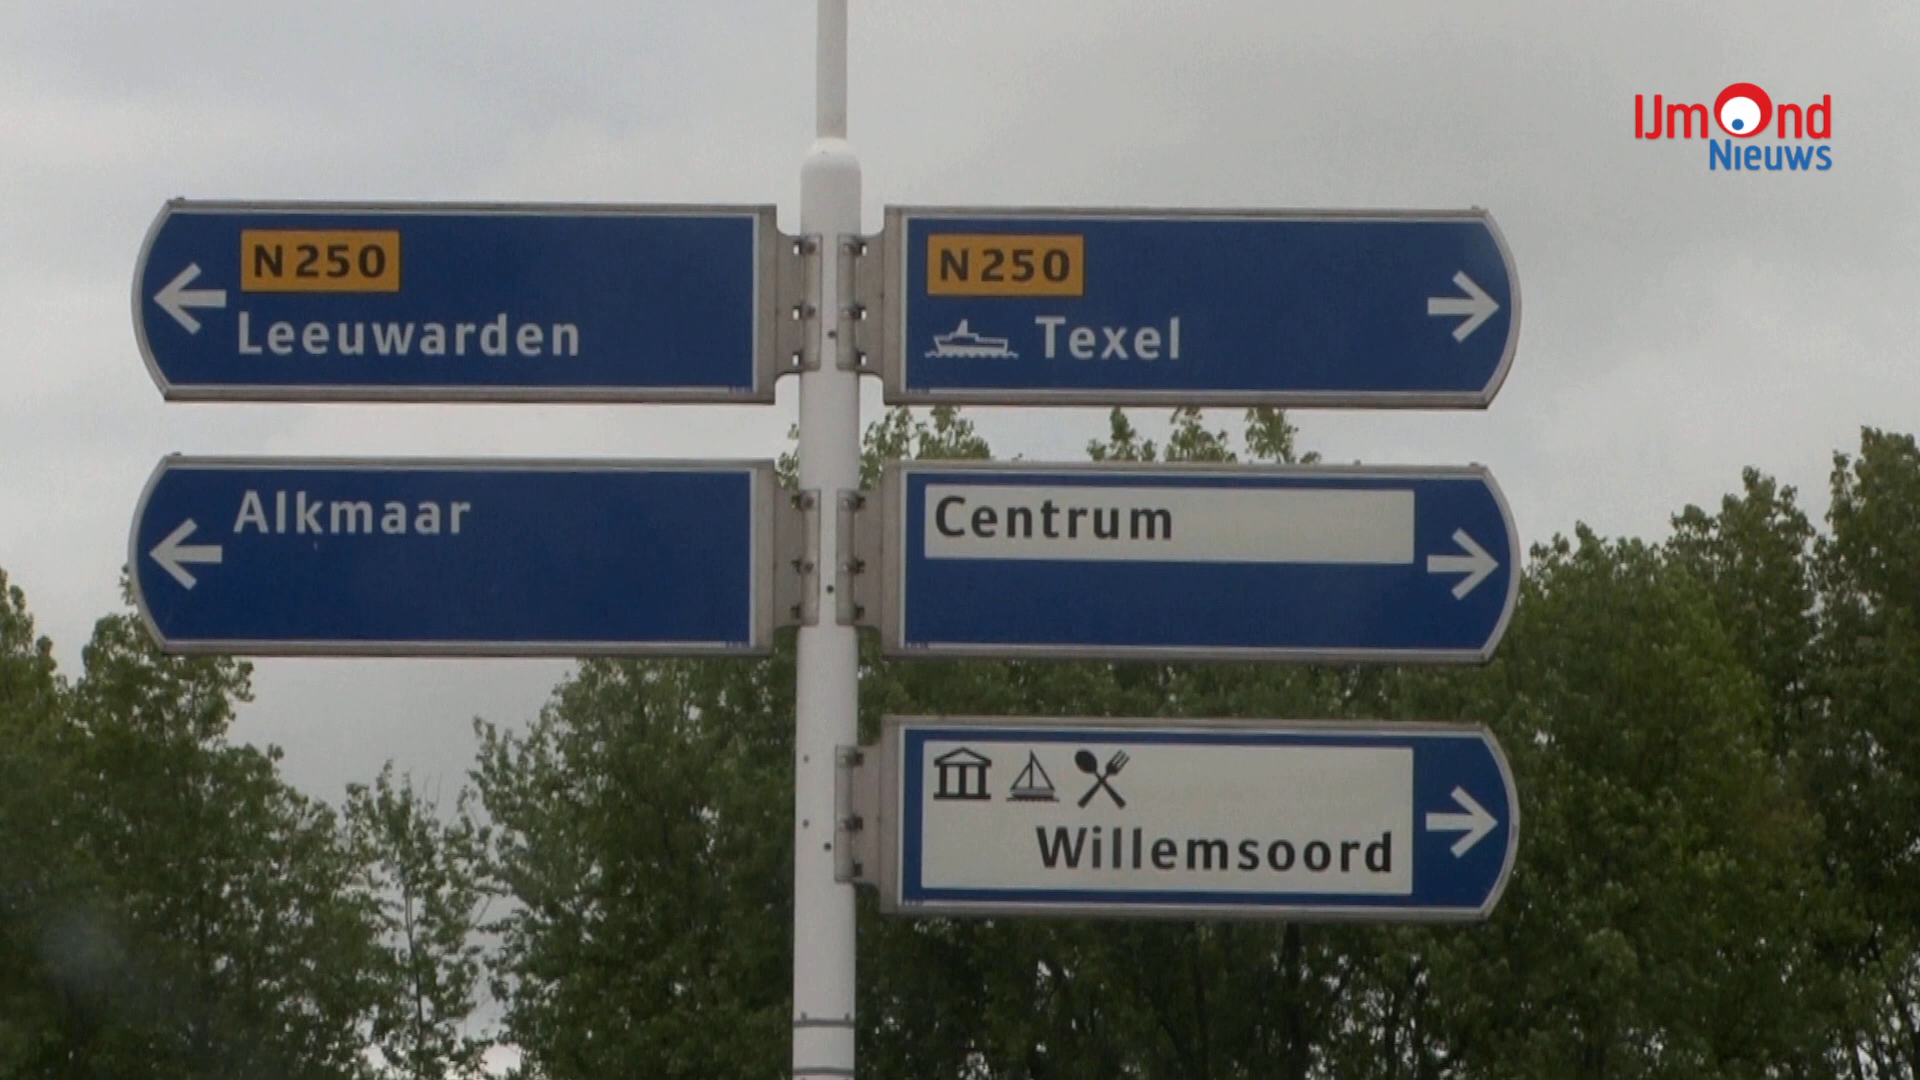 IJmOnd
Nieuws
N250
Leeuwarden
N250
Texel
Alkmaar
Centrum
Willemsoord